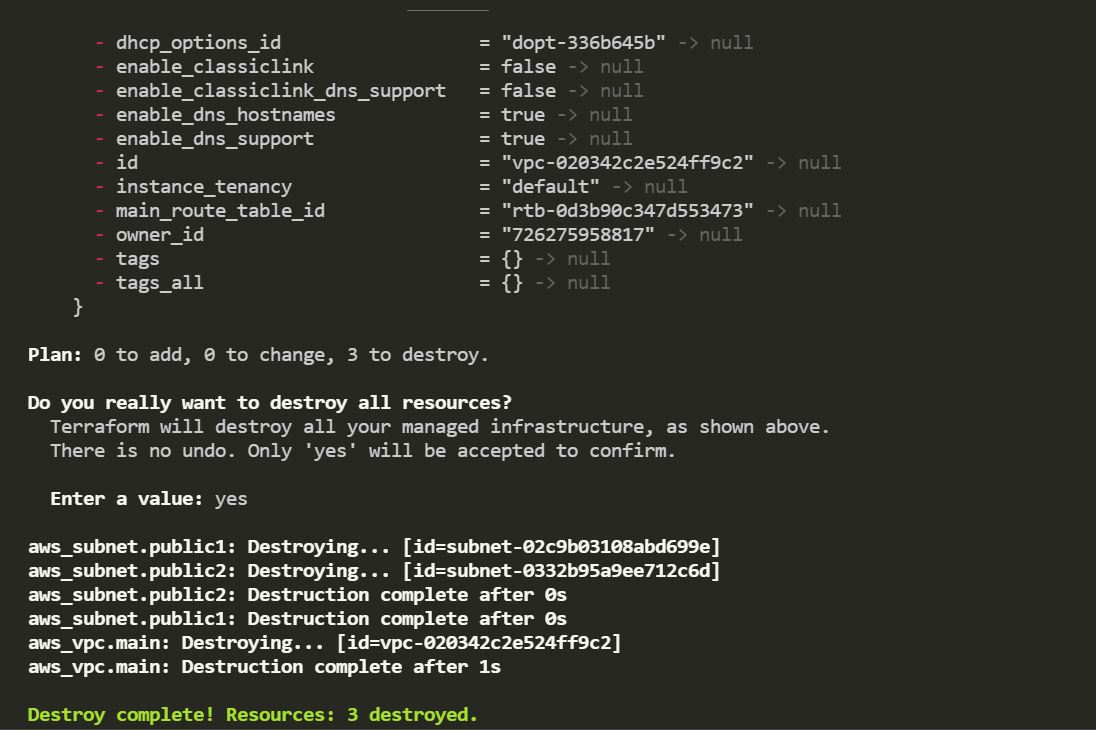 - dhcp_options_id = "dopt-336b645b" -> null
- enable_classiclink = false -> null
- enable_classiclink_dns_support = false -> null
- enable_dns_hostnames = true -> null
- enable_dns_support = true -> null
- id = "vpc-020342c2e524ff9c2" -> null
- instance_tenancy = "default" -> null
- main_route_table_id = "rtb-0d3b90c347d553473" -> null
- owner_id = "726275958817" -> null
- tags = {} -> null
- tags_all = {} -> null
}
Plan: 0 to add, 0 to change, 3 to destroy.
Do you really want to destroy all resources?
Terraform will destroy all your managed infrastructure, as shown above.
There is no undo. Only 'yes' will be accepted to confirm.
Enter a value: yes
aws_subnet.public1: Destroying... [id=subnet-02c9b03108abd699e]
aws_subnet.public2: Destroying... [id=subnet-0332b95a9ee712c6d]
aws_subnet.public2: Destruction complete after 0s
aws_subnet.public1: Destruction complete after 0s
aws_vpc.main: Destroying... [id=vpc-020342c2e524ff9c2]
aws_vpc.main: Destruction complete after 1s
Destroy complete! Resources: 3 destroyed.